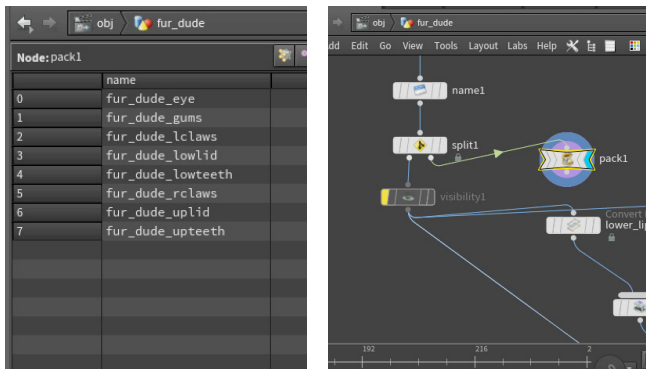 obj fur_dude
Node: pack1
name
0 fur_dude_eye
1 fur_dude_gums
2 fur_dude_lclaws
3 fur_dude_lowlid
4 fur_dude_lowteeth
5 fur_dude_rclaws
6 fur_dude_uplid
7 fur_dude_upteeth
obj fur_dude
dd Edit Go View Tools Layout Labs Help
name1
split1
pack1
visibility1
Convert
lower_lip
192 216 2